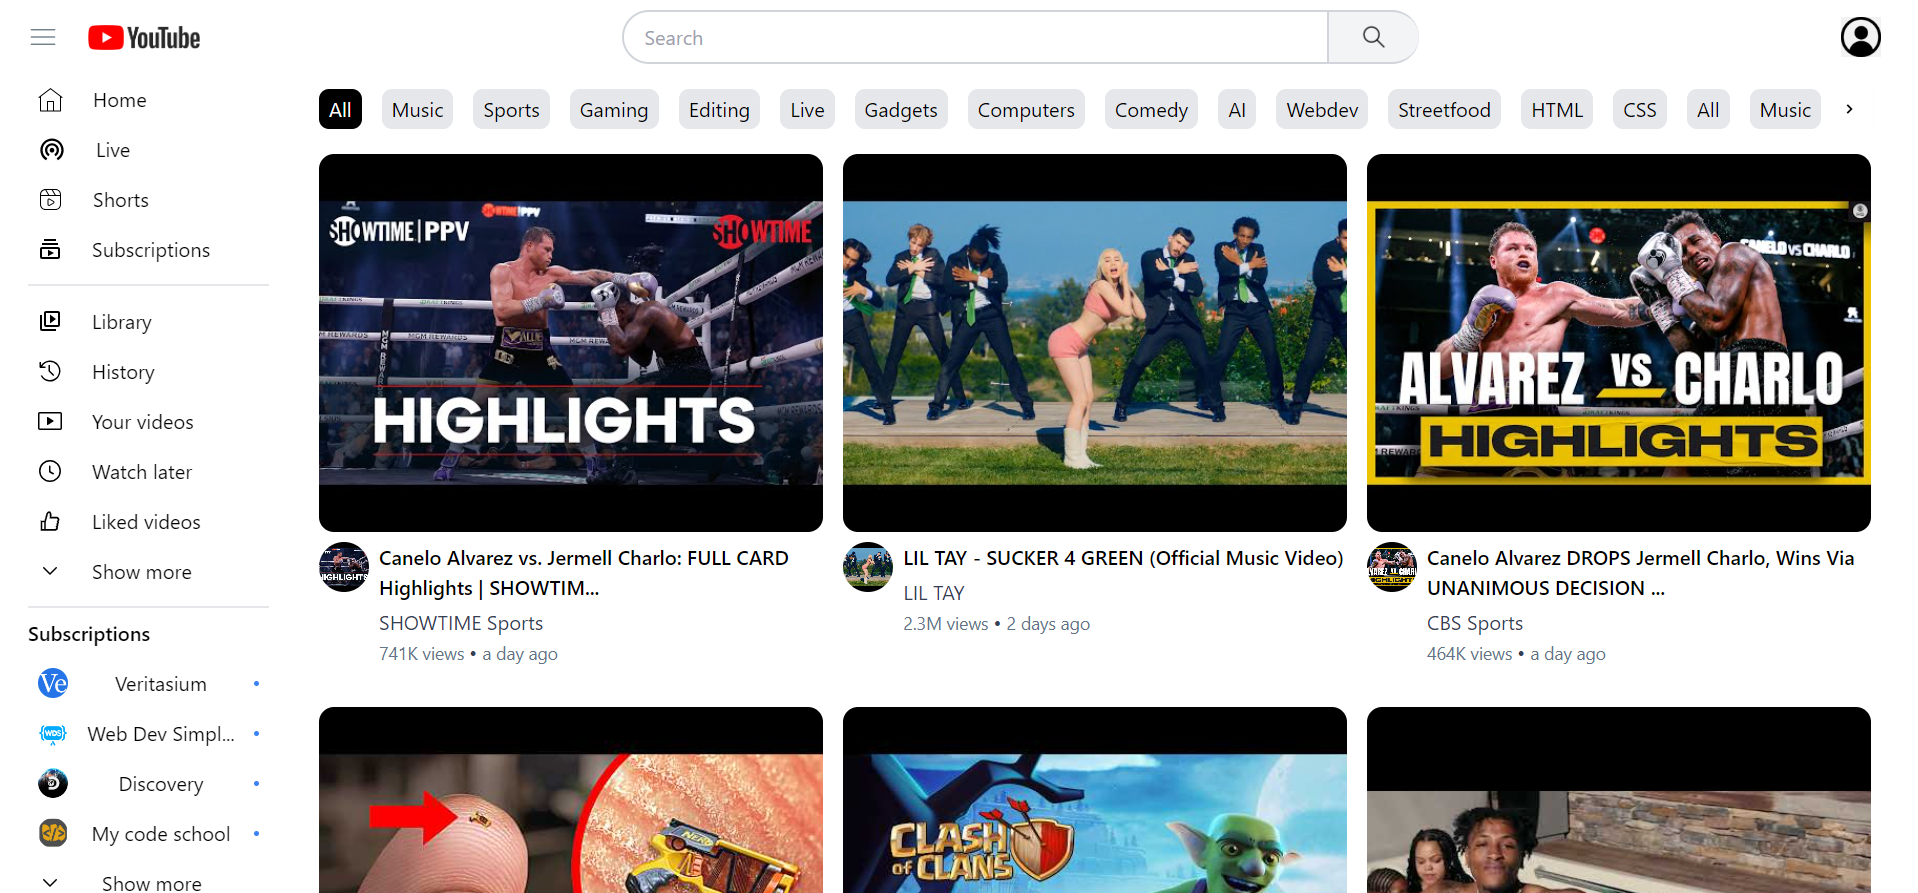 YouTube
Search
Home
Live
Shorts
Subscriptions
Library
History
Your videos
Watch later
Liked videos
Show more
Subscriptions
Veritasium
Web Dev Simpl...
Discovery
My code school
Show more
All Music Sports Gaming Editing Live Gadgets Computers Comedy AI Webdev Streetfood HTML CSS All Music
SHOWTIME PPV
SHOWTIME|PPV
SHOWTIME
MGM REWARDS
HIGHLIGHTS
Canelo Alvarez vs. Jermell Charlo: FULL CARD
Highlights | SHOWTIM...
SHOWTIME Sports
741K views • a day ago
LIL TAY - SUCKER 4 GREEN (Official Music Video)
LIL TAY
2.3M views • 2 days ago
CANELO VS CHARLO
ALVAREZ VS CHARLO
HIGHLIGHTS
Canelo Alvarez DROPS Jermell Charlo, Wins Via
UNANIMOUS DECISION ...
CBS Sports
464K views • a day ago
NERF
CLASH
OF CLANS